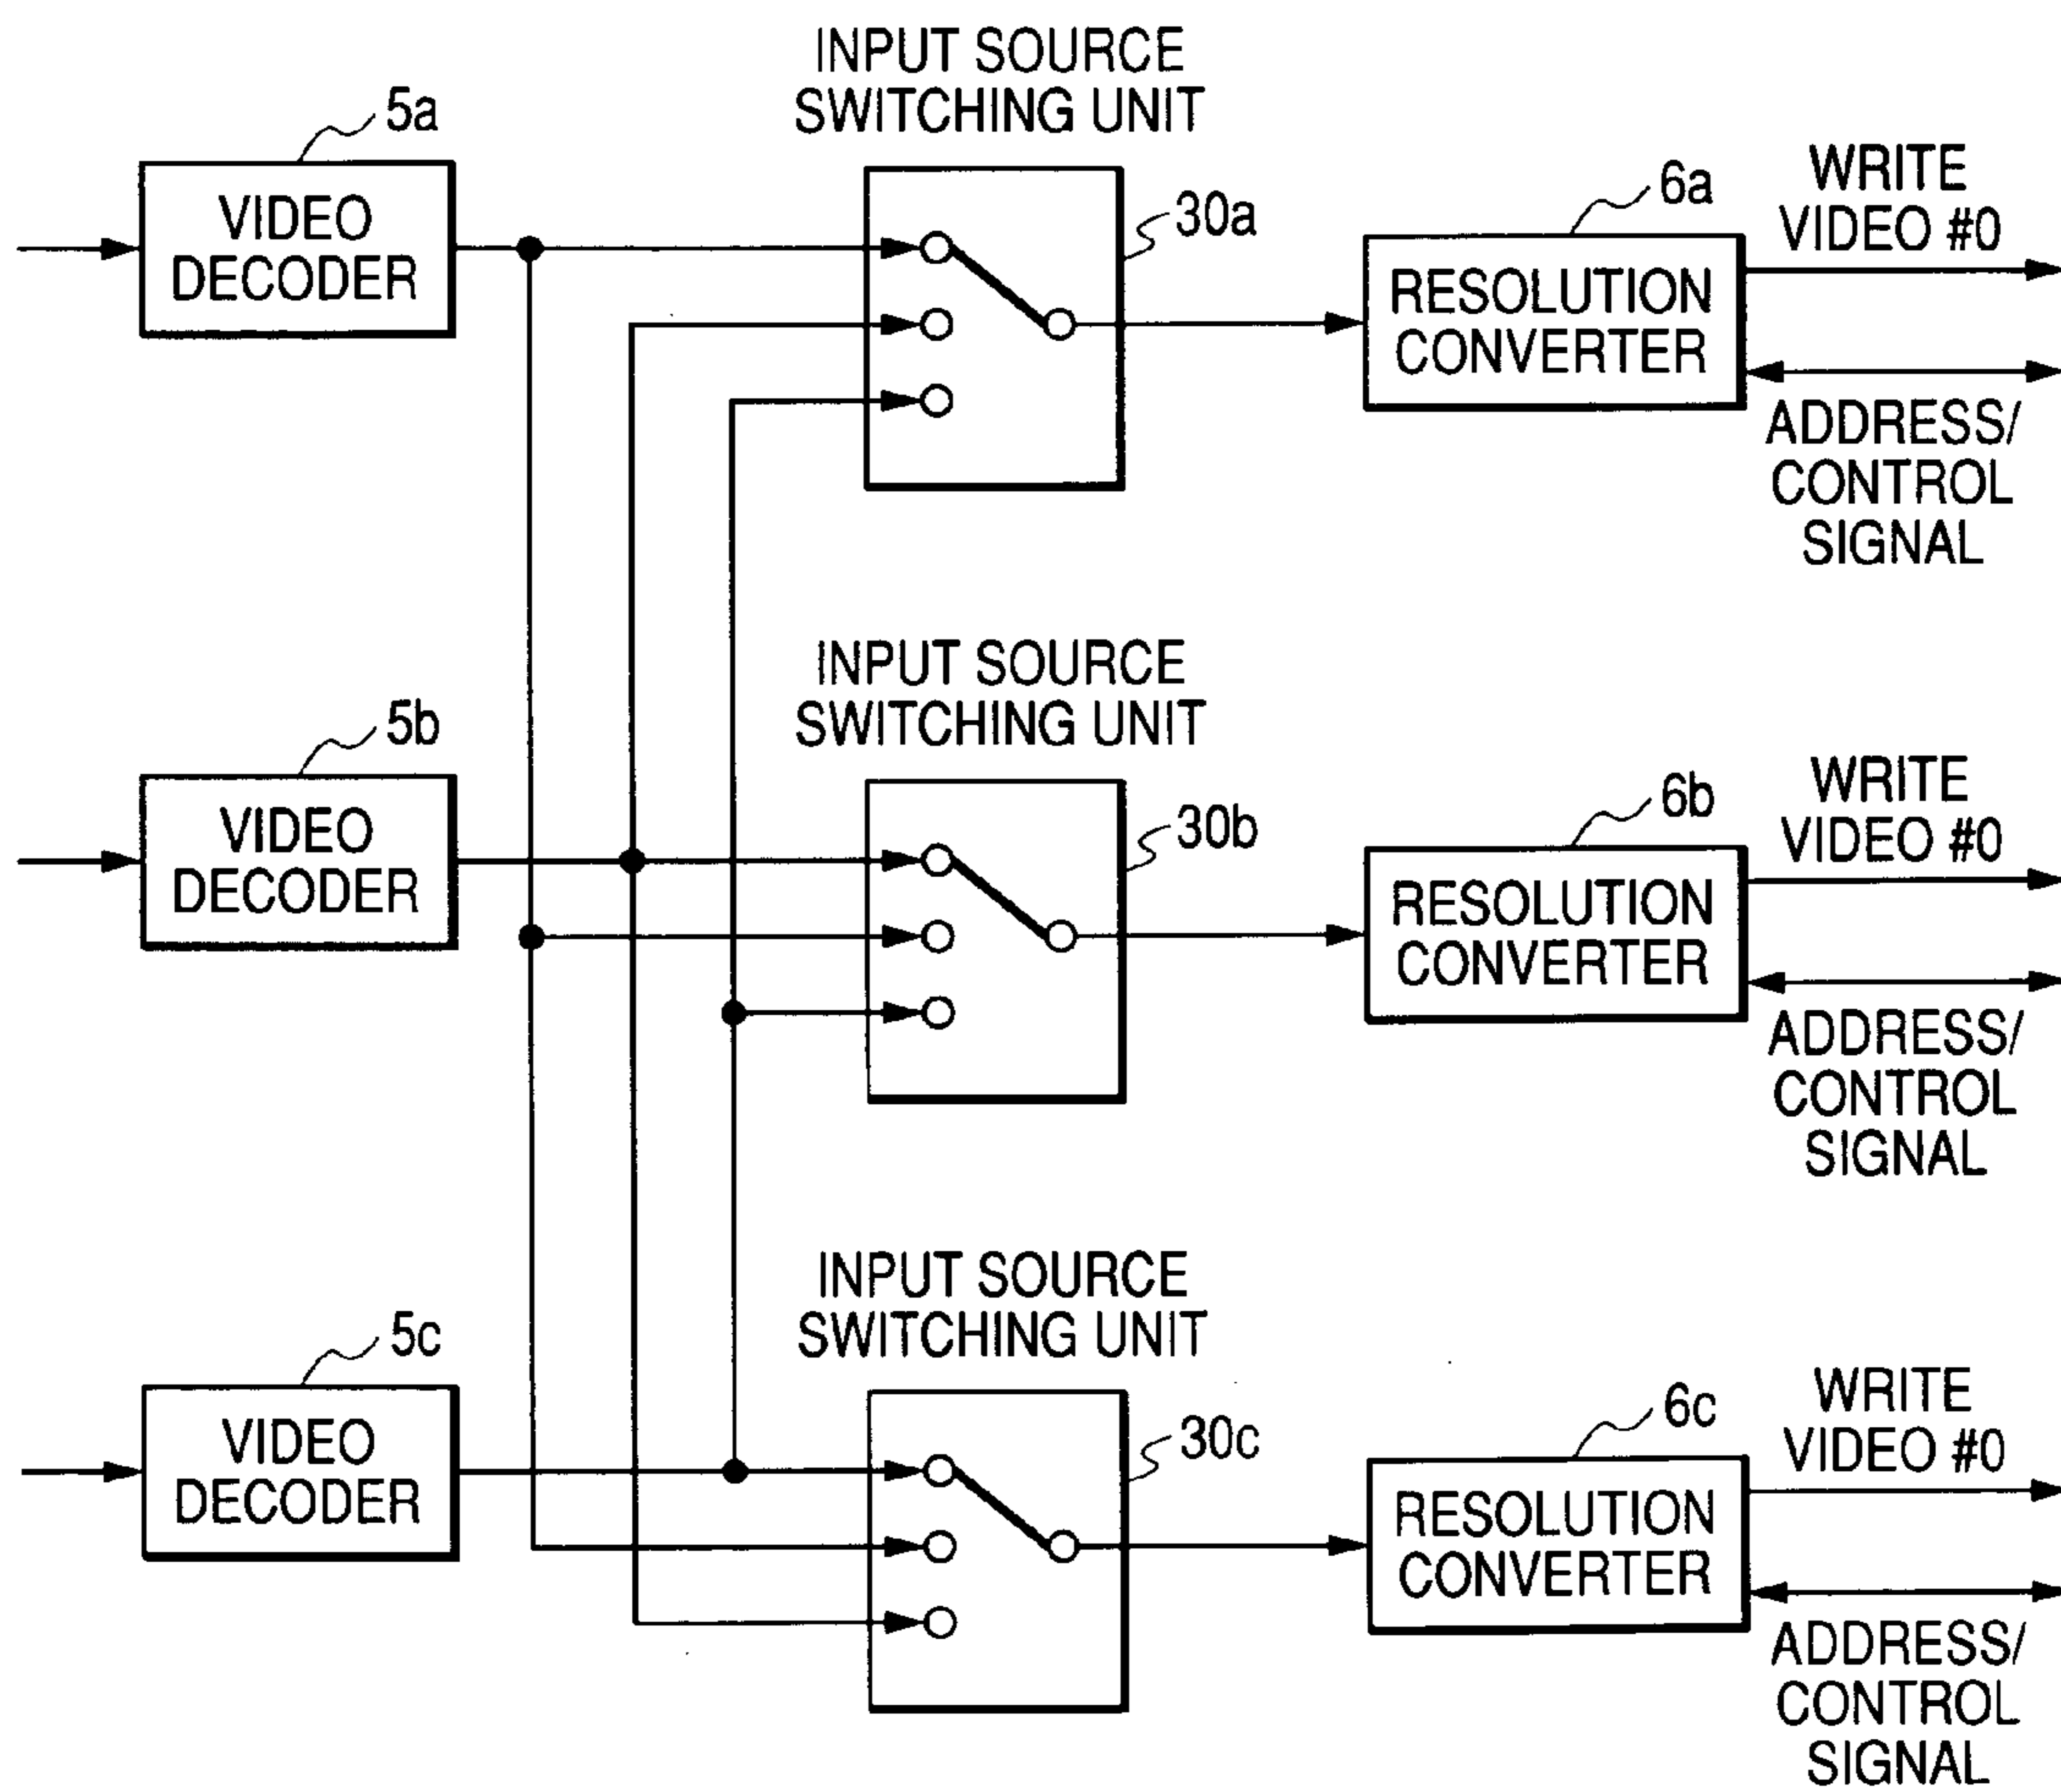 INPUT SOURCE
SWITCHING UNIT
5a
VIDEO
DECODER
30a
6a
WRITE
VIDEO #0
RESOLUTION
CONVERTER
ADDRESS/
CONTROL
SIGNAL
INPUT SOURCE
SWITCHING UNIT
5b
VIDEO
DECODER
30b
6b
WRITE
VIDEO #0
RESOLUTION
CONVERTER
ADDRESS/
CONTROL
SIGNAL
INPUT SOURCE
SWITCHING UNIT
5c
VIDEO
DECODER
30c
6c
WRITE
VIDEO #0
RESOLUTION
CONVERTER
ADDRESS/
CONTROL
SIGNAL